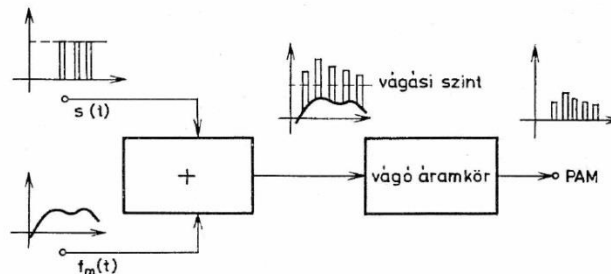 s(t)
vágási szint
+
vágó áramkör
PAM
f_m(t)